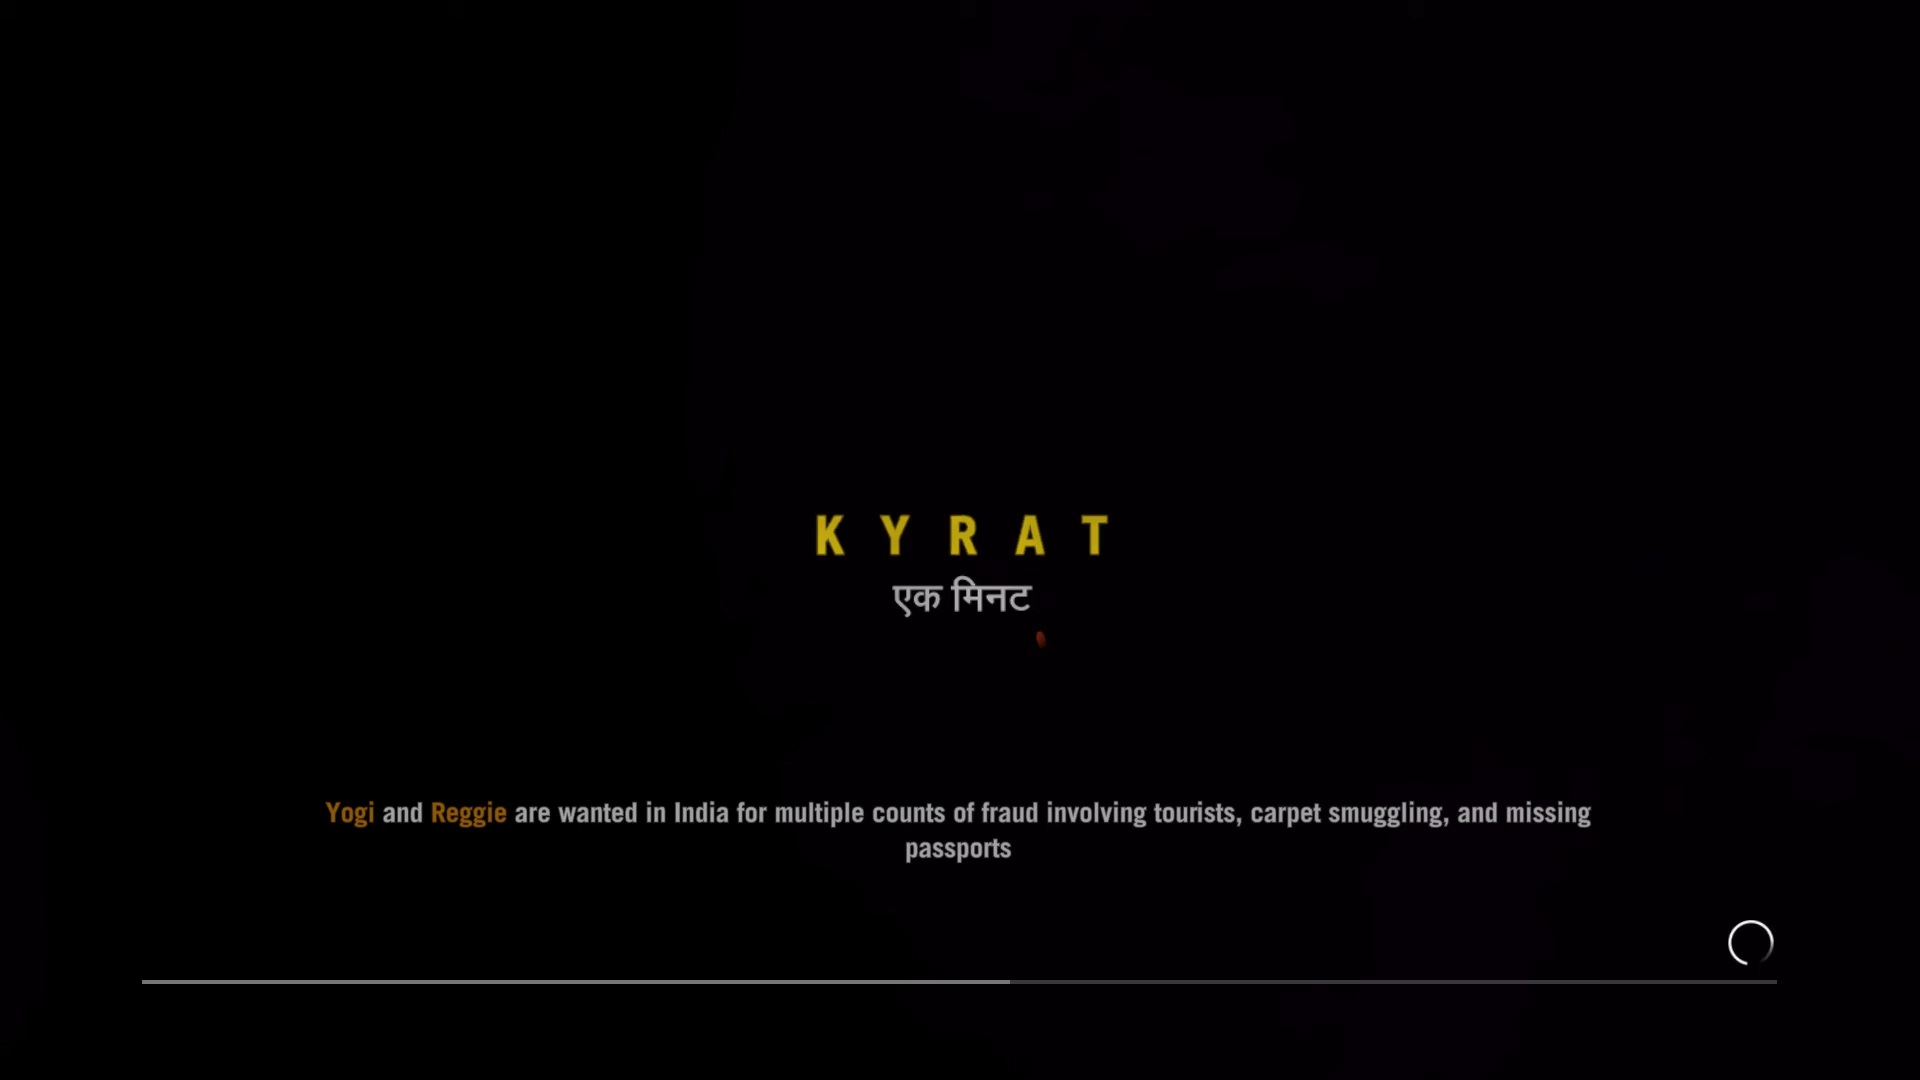 KYRAT
एक मिनट
Yogi and Reggie are wanted in India for multiple counts of fraud involving tourists, carpet smuggling, and missing
passports